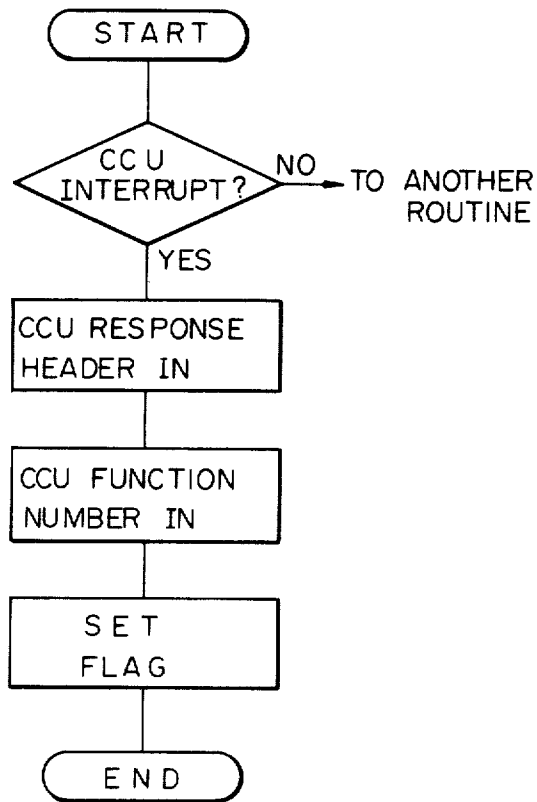 START
CCU
INTERRUPT?
NO
TO ANOTHER
ROUTINE
YES
CCU RESPONSE
HEADER IN
CCU FUNCTION
NUMBER IN
SET
FLAG
END